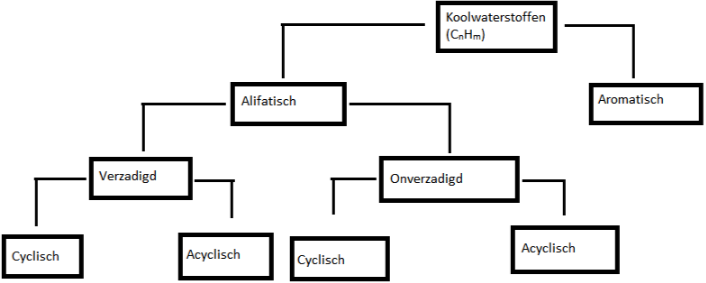 Koolwaterstoffen
(CₙHₘ)
Alifatisch
Aromatisch
Verzadigd
Onverzadigd
Cyclisch
Acyclisch
Cyclisch
Acyclisch